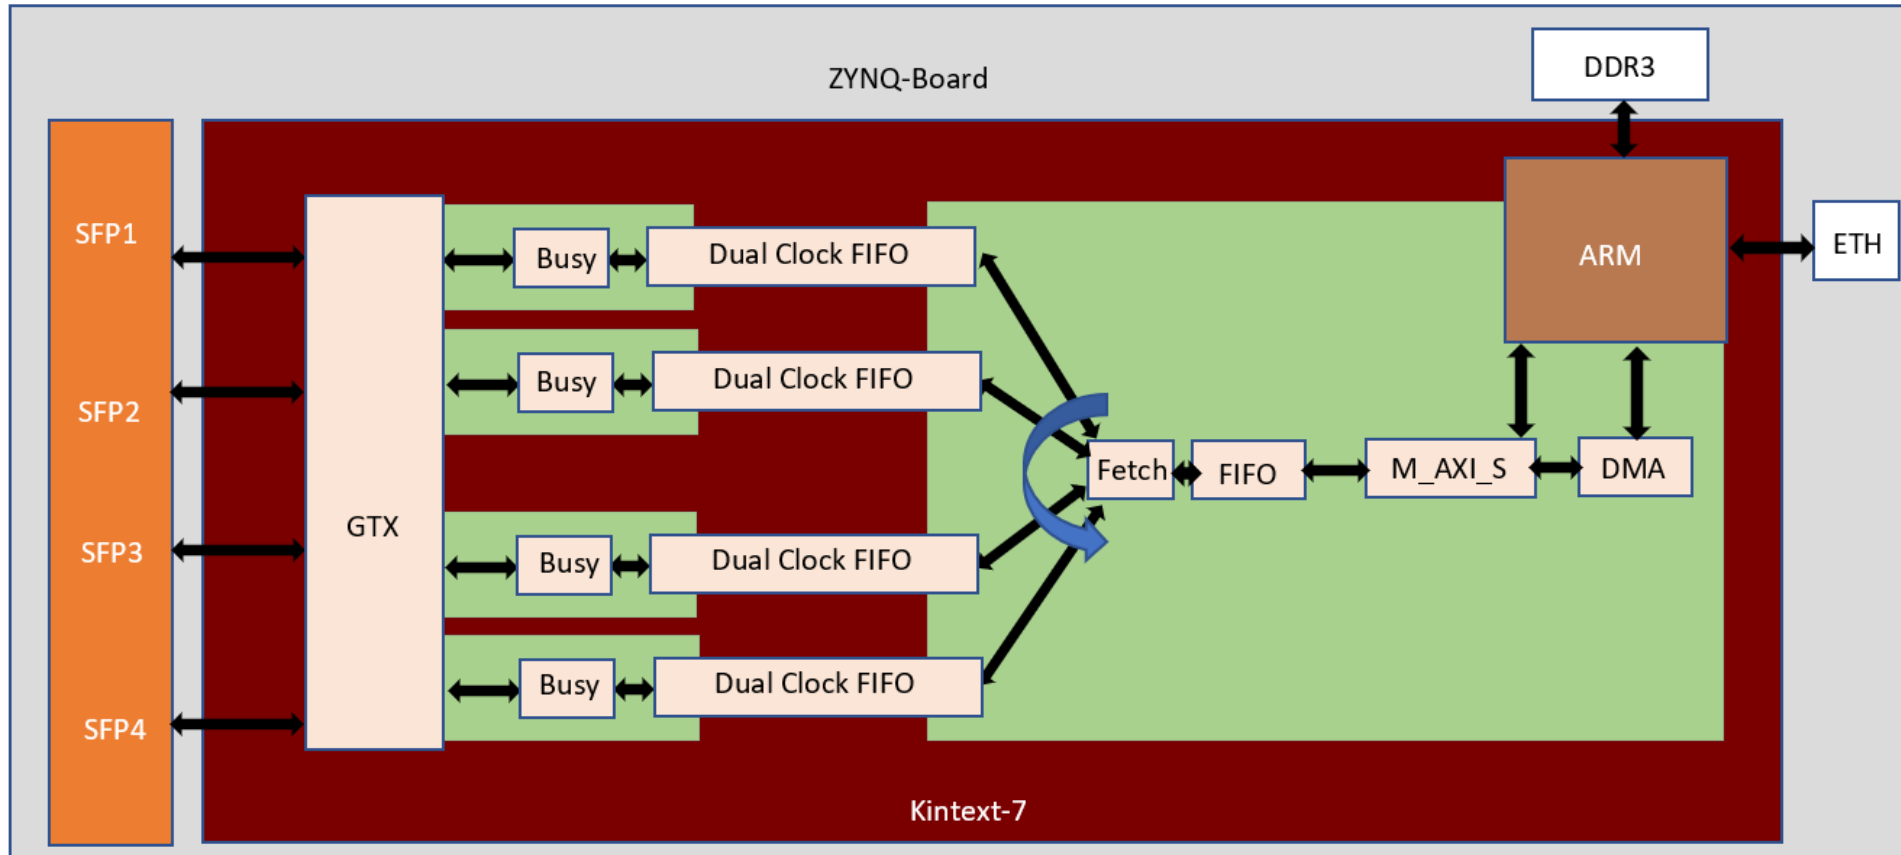 ZYNQ-Board
DDR3
SFP1
SFP2
SFP3
SFP4
GTX
Busy
Dual Clock FIFO
Busy
Dual Clock FIFO
Busy
Dual Clock FIFO
Busy
Dual Clock FIFO
Fetch
FIFO
M_AXI_S
DMA
ARM
ETH
Kintext-7